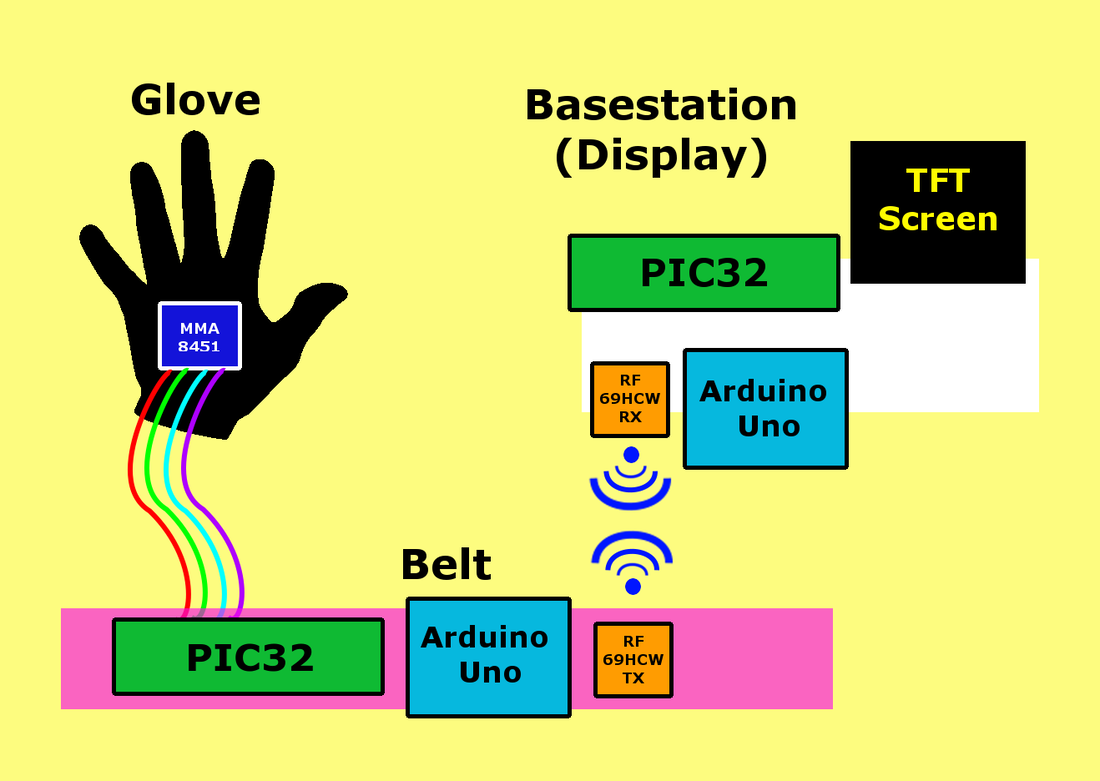 Glove
Basestation
(Display)
TFT
Screen
PIC32
MMA
8451
RF
69HCW
RX
Arduino
Uno
Belt
PIC32
Arduino
Uno
RF
69HCW
TX